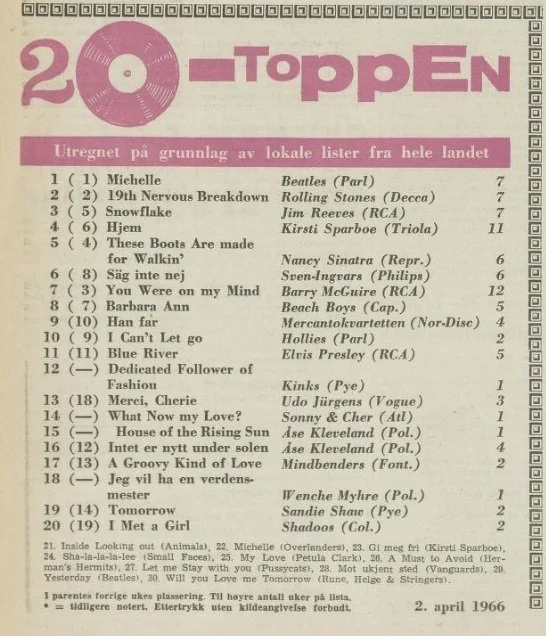 20-TOPPEN
Utregnet på grunnlag av lokale lister fra hele landet
1 ( 1) Michelle Beatles (Parl) 7
2 ( 2) 19th Nervous Breakdown Rolling Stones (Decca) 7
3 ( 5) Snowflake Jim Reeves (RCA) 7
4 ( 6) Hjem Kirsti Sparboe (Triola) 11
5 ( 4) These Boots Are made
for Walkin' Nancy Sinatra (Repr.) 6
6 ( 8) Säg inte nej Sven-Ingvars (Philips) 6
7 ( 3) You Were on my Mind Barry McGuire (RCA) 12
8 ( 7) Barbara Ann Beach Boys (Cap.) 5
9 (10) Han far Mercantokvartetten (Nor-Disc) 4
10 ( 9) I Can't Let go Hollies (Parl) 2
11 (11) Blue River Elvis Presley (RCA) 5
12 (—) Dedicated Follower of
Fashiou Kinks (Pye) 1
13 (18) Merci, Cherie Udo Jürgens (Vogue) 3
14 (—) What Now my Love? Sonny & Cher (Atl) 1
15 (—) House of the Rising Sun Åse Kleveland (Pol.) 1
16 (12) Intet er nytt under solen Åse Kleveland (Pol.) 4
17 (13) A Groovy Kind of Love Mindbenders (Font.) 2
18 (—) Jeg vil ha en verdens-
mester Wenche Myhre (Pol.) 1
19 (14) Tomorrow Sandie Shaw (Pye) 2
20 (19) I Met a Girl Shadoos (Col.) 2
21. Inside Looking out (Animals), 22. Michelle (Overlanders), 23. Gi meg fri (Kirsti Sparboe),
24. Sha-la-la-la-lee (Small Faces), 25. My Love (Petula Clark), 26. A Must to Avoid (Her-
man's Hermits), 27. Let me Stay with you (Pussycats), 28. Mot ukjent sted (Vanguards), 29.
Yesterday (Beatles), 30. Will you Love me Tomorrow (Rune, Helge & Stringers).
I parentes forrige ukes plassering. Til høyre antall uker på lista.
* = tidligere notert. Ettertrykk uten kildeangivelse forbudt. 2. april 1966